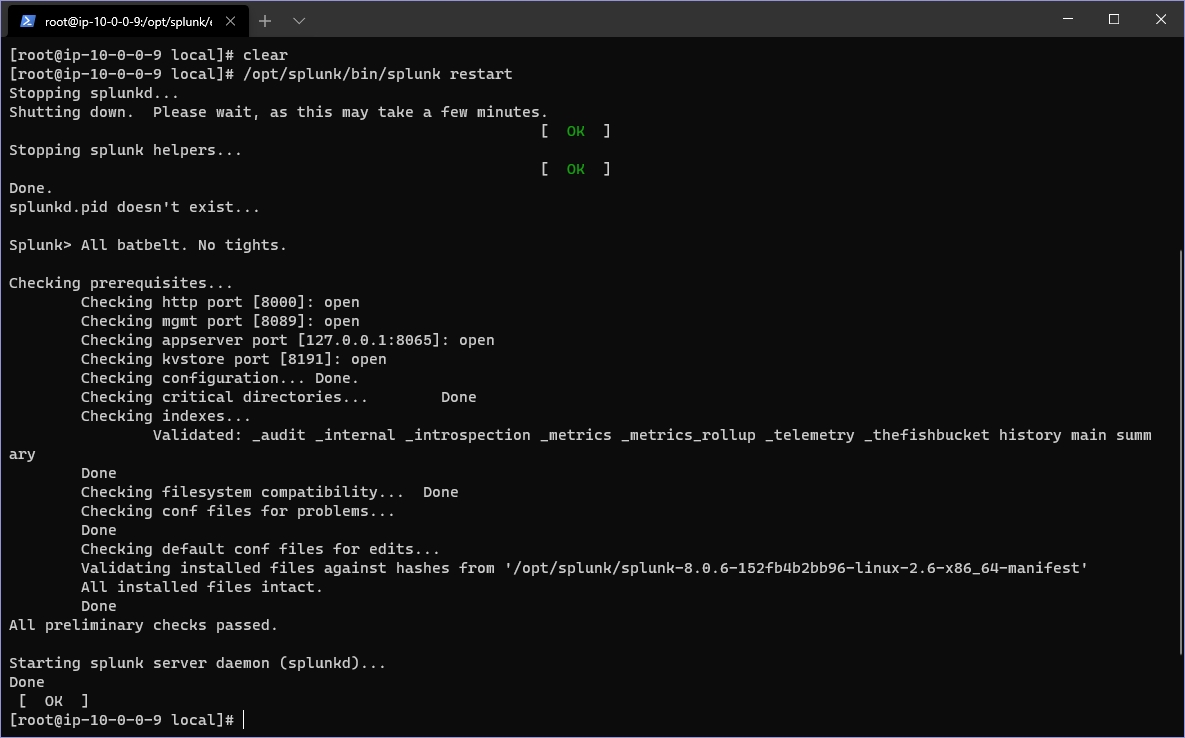 root@ip-10-0-0-9:/opt/splunk/e
[root@ip-10-0-0-9 local]# clear
[root@ip-10-0-0-9 local]# /opt/splunk/bin/splunk restart
Stopping splunkd...
Shutting down.  Please wait, as this may take a few minutes.
[  OK  ]
Stopping splunk helpers...
[  OK  ]
Done.
splunkd.pid doesn't exist...
Splunk> All batbelt. No tights.
Checking prerequisites...
Checking http port [8000]: open
Checking mgmt port [8089]: open
Checking appserver port [127.0.0.1:8065]: open
Checking kvstore port [8191]: open
Checking configuration... Done.
Checking critical directories...        Done
Checking indexes...
Validated: _audit _internal _introspection _metrics _metrics_rollup _telemetry _thefishbucket history main summ
ary
Done
Checking filesystem compatibility...  Done
Checking conf files for problems...
Done
Checking default conf files for edits...
Validating installed files against hashes from '/opt/splunk/splunk-8.0.6-152fb4b2bb96-linux-2.6-x86_64-manifest'
All installed files intact.
Done
All preliminary checks passed.
Starting splunk server daemon (splunkd)...
Done
[  OK  ]
[root@ip-10-0-0-9 local]#